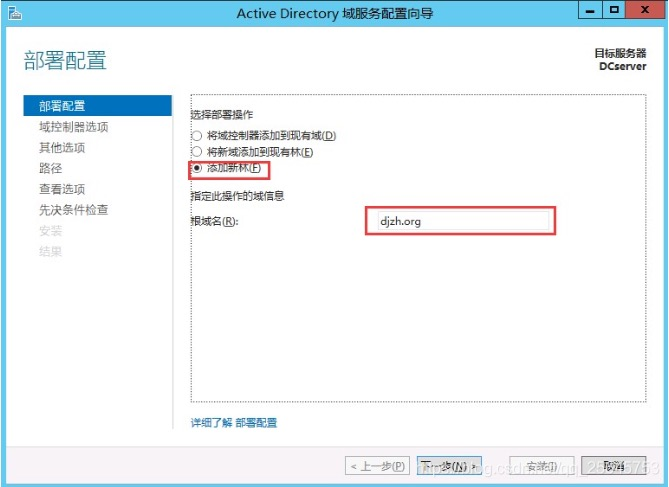 Active Directory 域服务配置向导
部署配置
目标服务器
DCserver
部署配置
域控制器选项
其他选项
路径
查看选项
先决条件检查
安装
结果
选择部署操作
将域控制器添加到现有域(D)
将新域添加到现有林(E)
添加新林(F)
指定此操作的域信息
根域名(R):
djzh.org
详细了解 部署配置
< 上一步(P)
下一步(N) >
安装(I)
取消